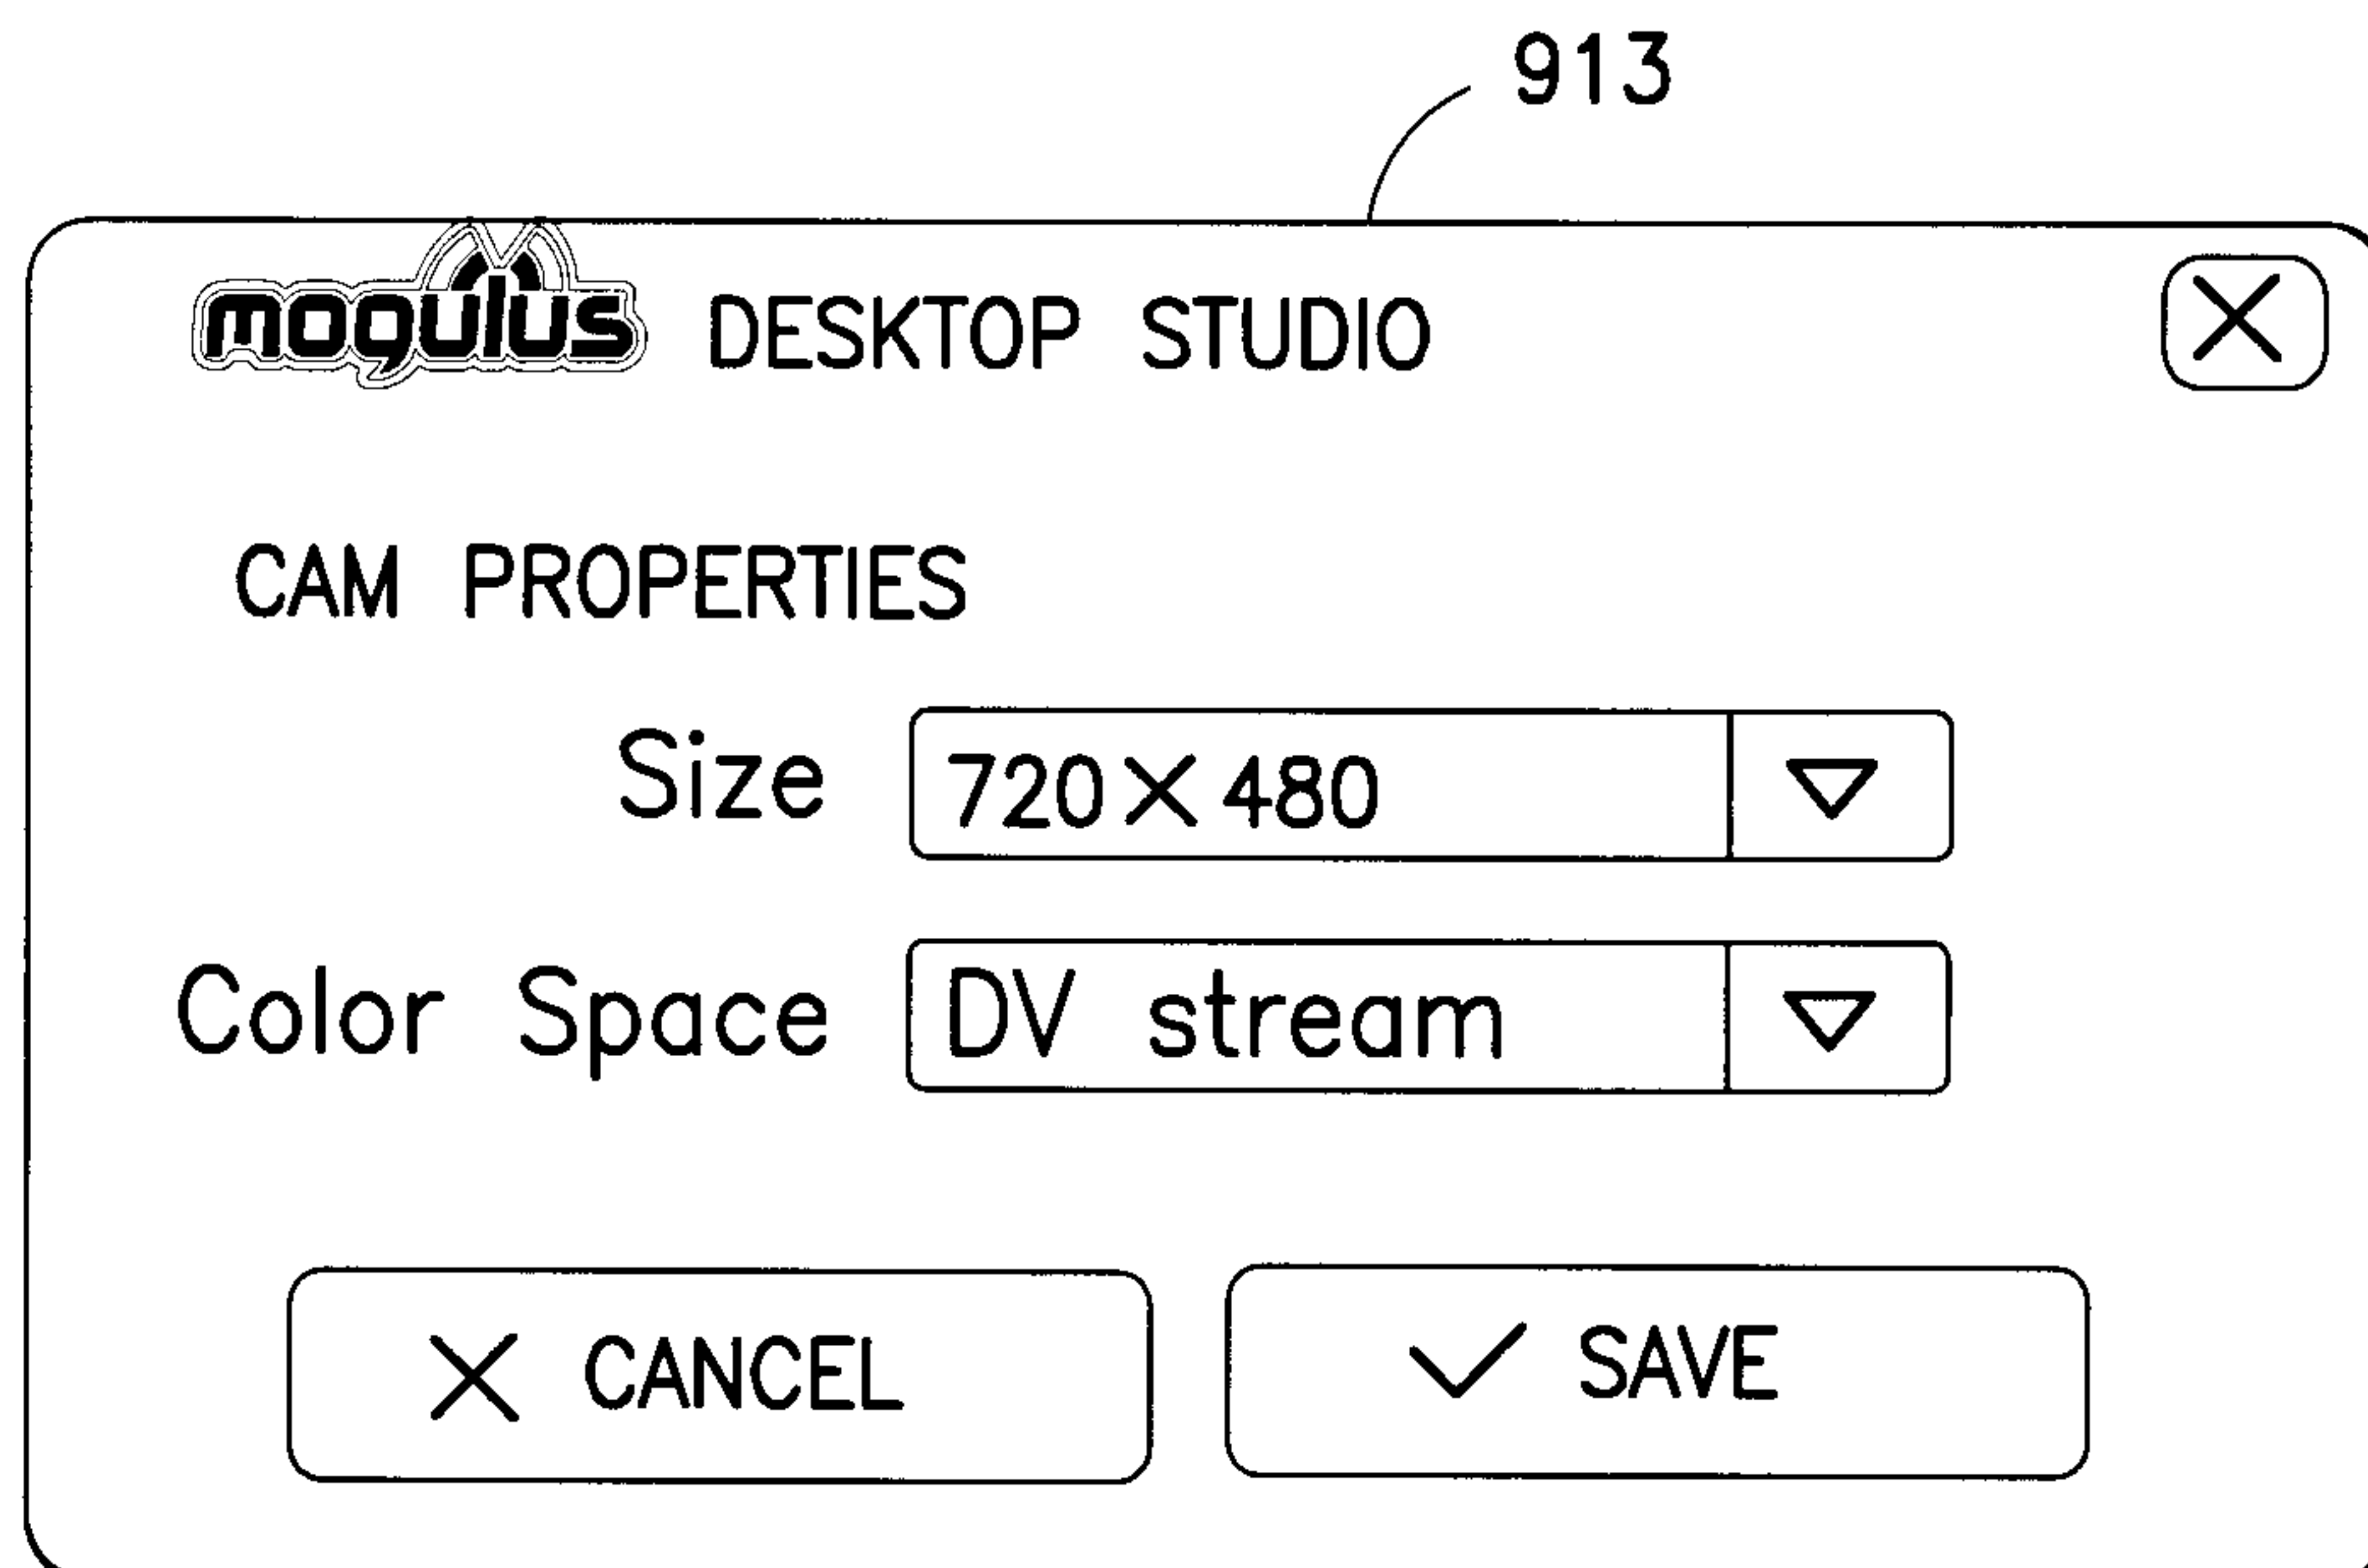 913
mogulus DESKTOP STUDIO
CAM PROPERTIES
Size 720×480
Color Space DV stream
CANCEL SAVE